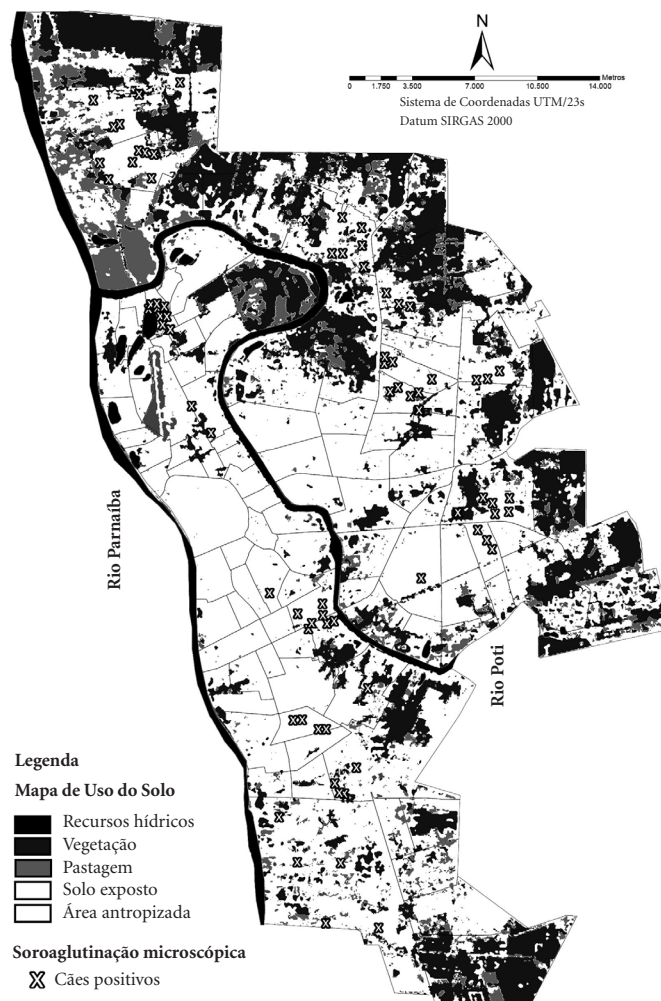 N
Metros
0 1.750 3.500 7.000 10.500 14.000
Sistema de Coordenadas UTM/23s
Datum SIRGAS 2000
Rio Parnaíba
Rio Poti
Legenda
Mapa de Uso do Solo
Recursos hídricos
Vegetação
Pastagem
Solo exposto
Área antropizada
Soroaglutinação microscópica
Cães positivos